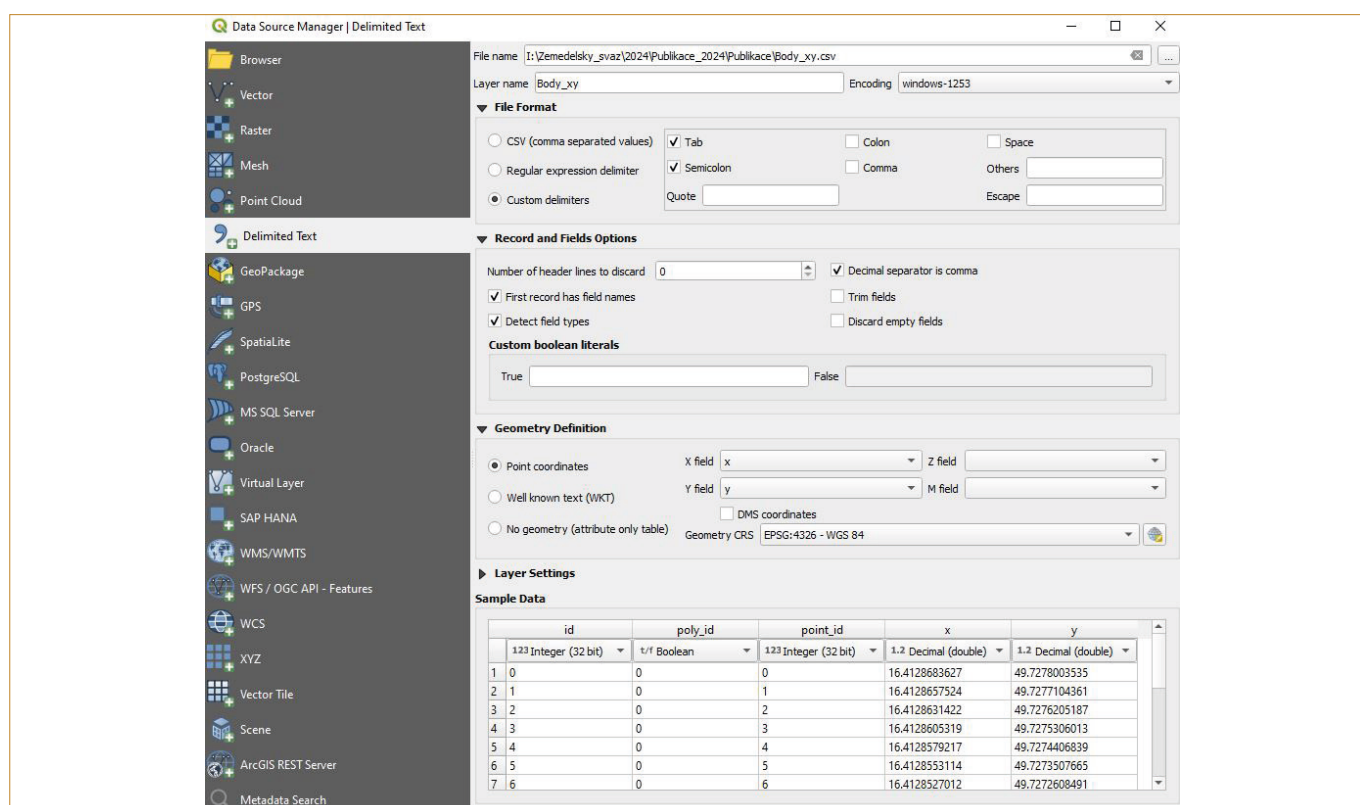 Data Source Manager | Delimited Text
Browser
Vector
Raster
Mesh
Point Cloud
Delimited Text
GeoPackage
GPS
SpatiaLite
PostgreSQL
MS SQL Server
Oracle
Virtual Layer
SAP HANA
WMS/WMTS
WFS / OGC API - Features
WCS
XYZ
Vector Tile
Scene
ArcGIS REST Server
Metadata Search
File name I:\Zemedelsky_svaz\2024\Publikace_2024\Publikace\Body_xy.csv ...
Layer name Body_xy Encoding windows-1253
File Format
CSV (comma separated values) Tab Colon Space
Regular expression delimiter Semicolon Comma Others
Custom delimiters Quote Escape
Record and Fields Options
Number of header lines to discard 0 Decimal separator is comma
First record has field names Trim fields
Detect field types Discard empty fields
Custom boolean literals
True False
Geometry Definition
Point coordinates X field x Z field
Well known text (WKT) Y field y M field
DMS coordinates
No geometry (attribute only table) Geometry CRS EPSG:4326 - WGS 84
Layer Settings
Sample Data
id poly_id point_id x y
123 Integer (32 bit) t/f Boolean 123 Integer (32 bit) 1.2 Decimal (double) 1.2 Decimal (double)
1 0 0 0 16.4128683627 49.7278003535
2 1 0 1 16.4128657524 49.7277104361
3 2 0 2 16.4128631422 49.7276205187
4 3 0 3 16.4128605319 49.7275306013
5 4 0 4 16.4128579217 49.7274406839
6 5 0 5 16.4128553114 49.7273507665
7 6 0 6 16.4128527012 49.7272608491